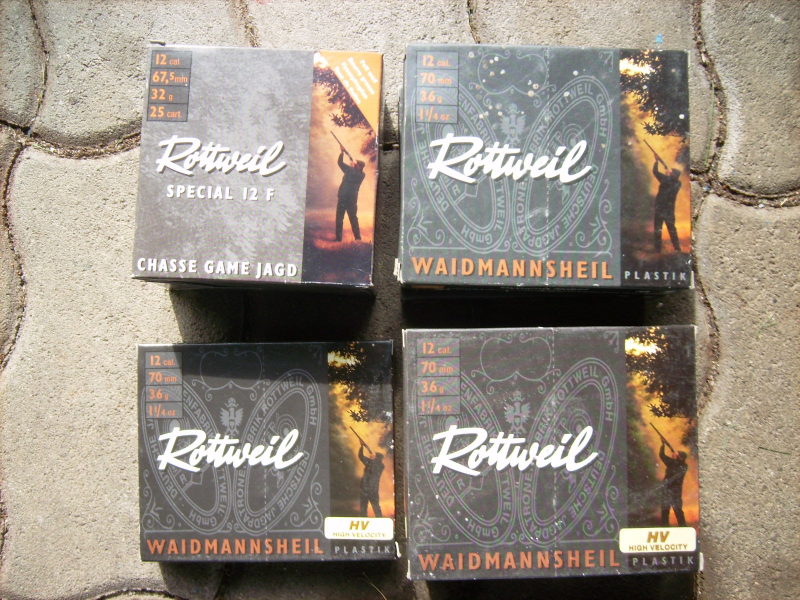 12 cal.
67,5 mm
32 g
25 cart.
Rottweil
SPECIAL 12 F
CHASSE GAME JAGD
12 cal.
70 mm
36 g
1 1/4 oz
Rottweil
WAIDMANNSHEIL PLASTIK
12 cal.
70 mm
36 g
1 1/4 oz
Rottweil
HV
HIGH VELOCITY
WAIDMANNSHEIL PLASTIK
12 cal.
70 mm
36 g
1 1/4 oz
Rottweil
HV
HIGH VELOCITY
WAIDMANNSHEIL PLASTIK